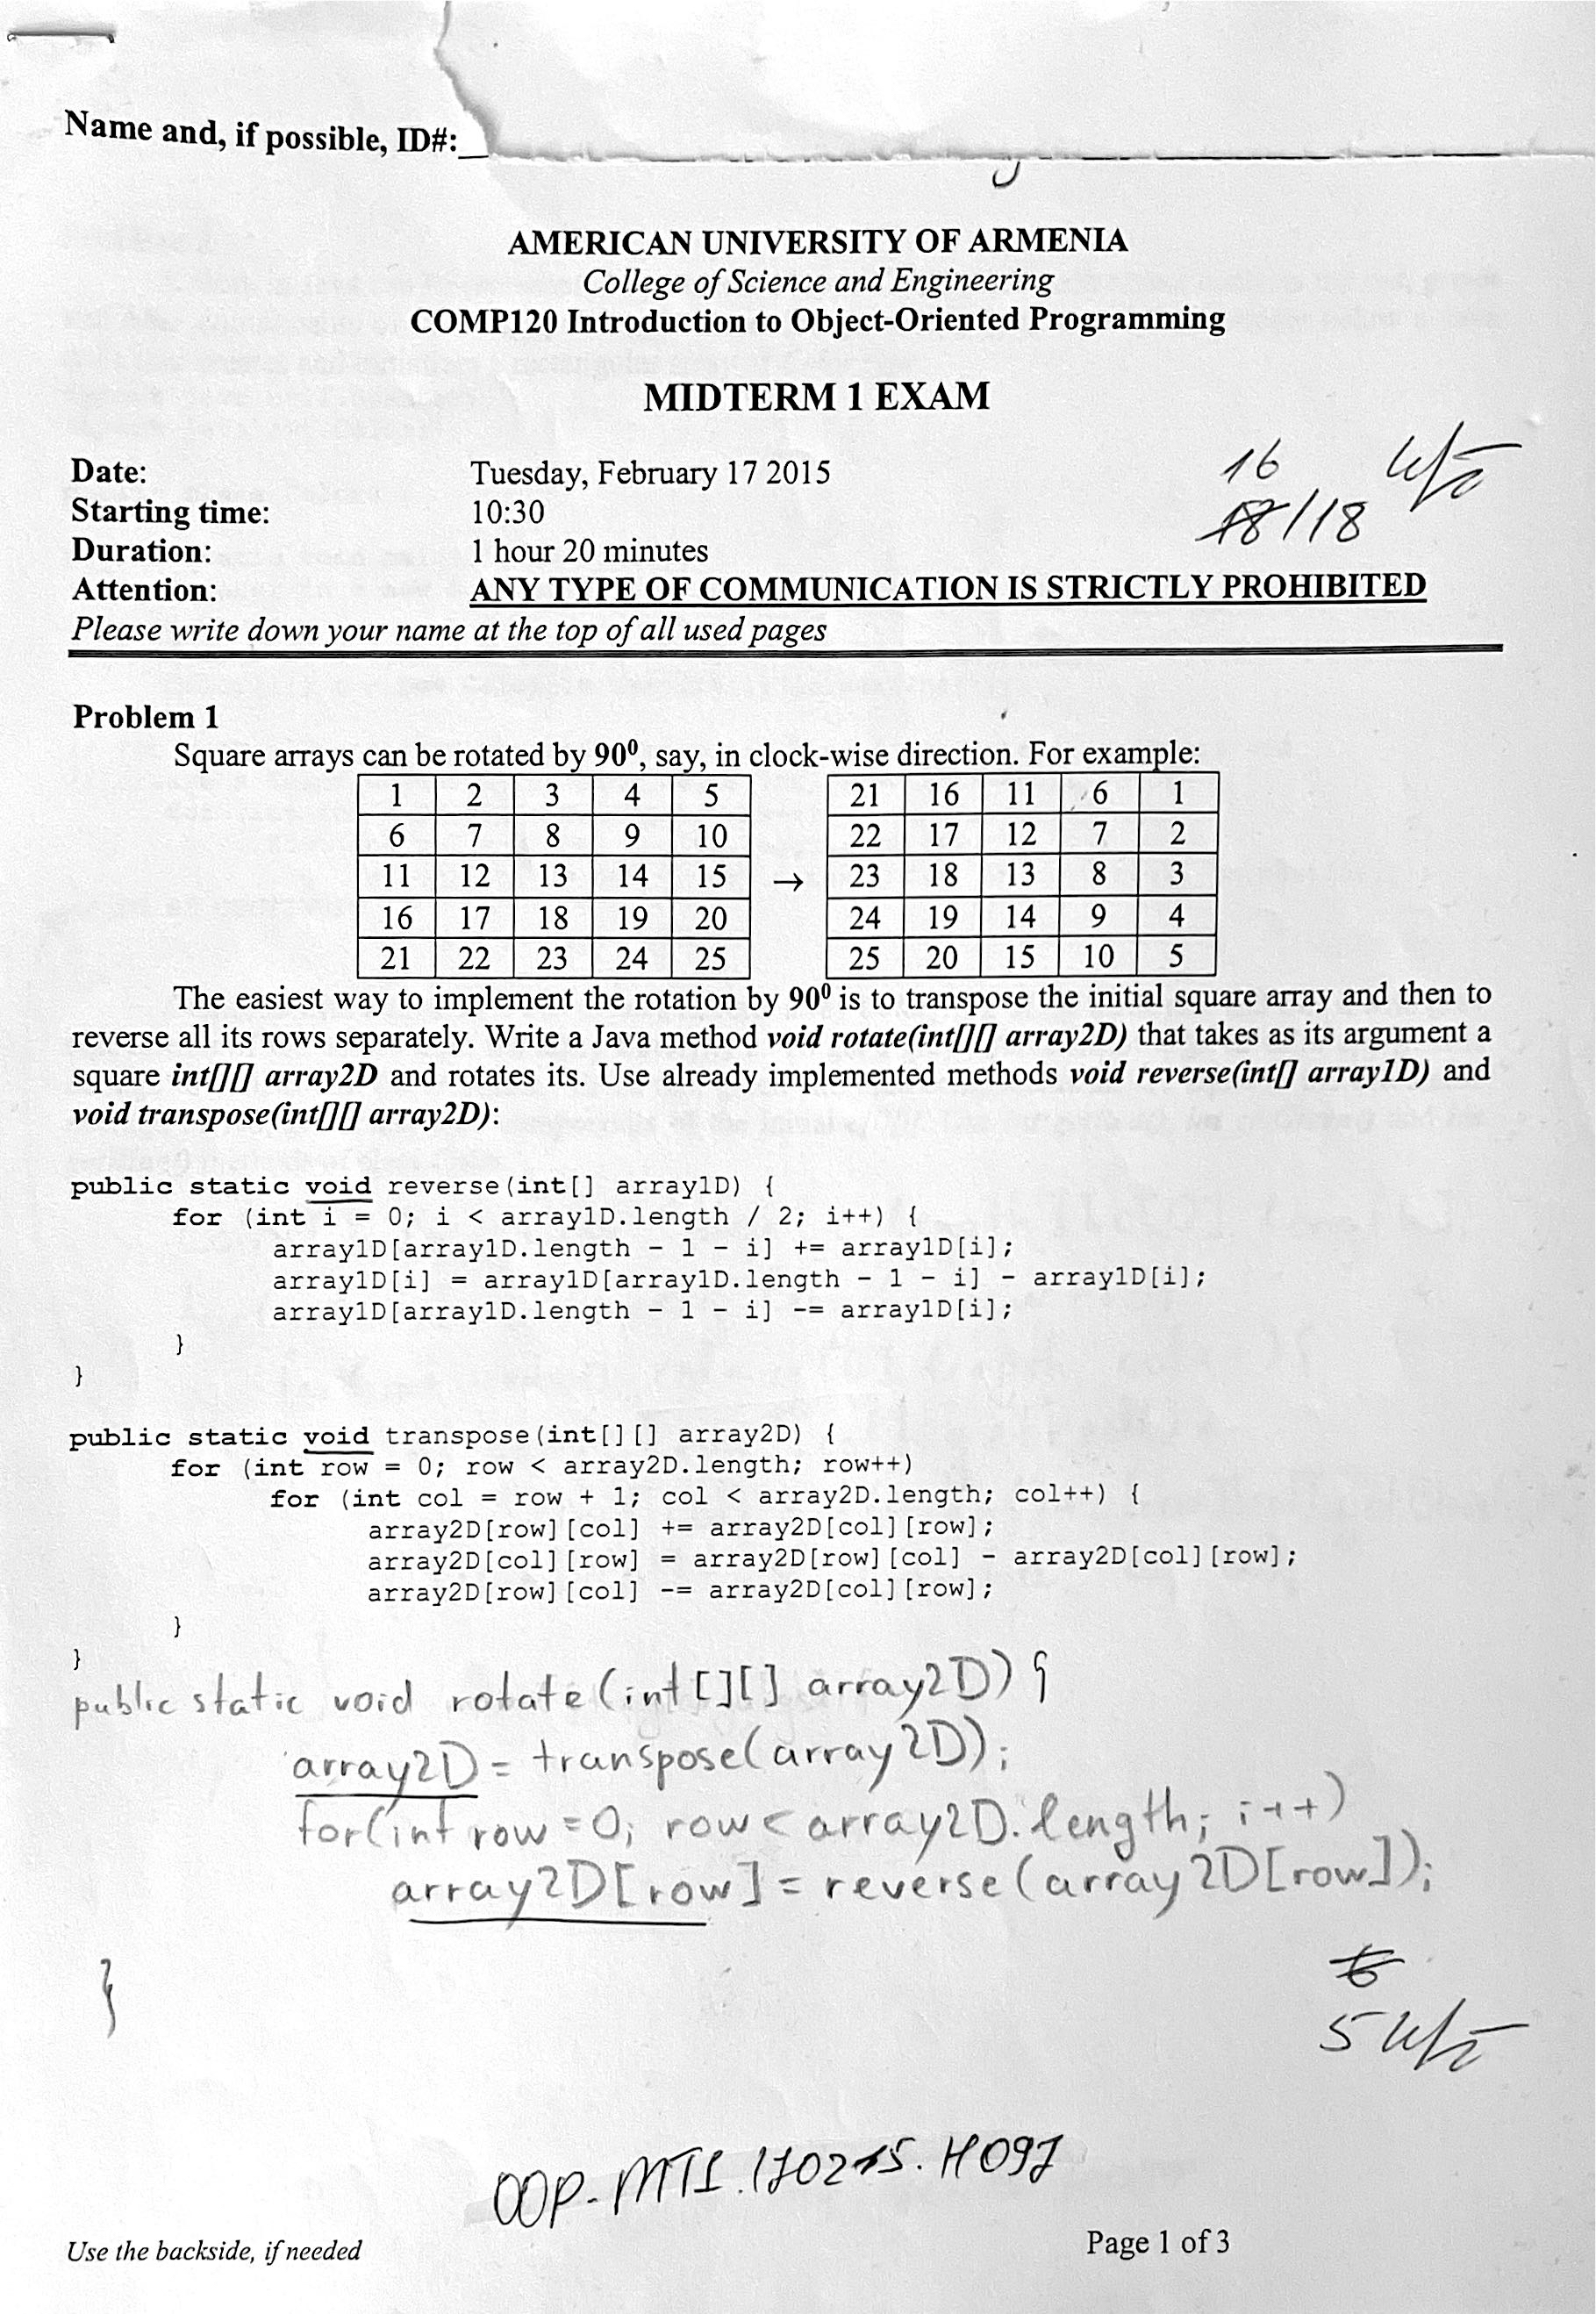 Name and, if possible, ID#:
AMERICAN UNIVERSITY OF ARMENIA
College of Science and Engineering
COMP120 Introduction to Object-Oriented Programming
MIDTERM 1 EXAM
Date: Tuesday, February 17 2015
Starting time: 10:30
Duration: 1 hour 20 minutes
Attention: ANY TYPE OF COMMUNICATION IS STRICTLY PROHIBITED
Please write down your name at the top of all used pages
16
18/18
Problem 1
Square arrays can be rotated by 90⁰, say, in clock-wise direction. For example:
1 2 3 4 5 21 16 11 6 1
6 7 8 9 10 22 17 12 7 2
11 12 13 14 15 → 23 18 13 8 3
16 17 18 19 20 24 19 14 9 4
21 22 23 24 25 25 20 15 10 5
The easiest way to implement the rotation by 90⁰ is to transpose the initial square array and then to
reverse all its rows separately. Write a Java method void rotate(int[][] array2D) that takes as its argument a
square int[][] array2D and rotates its. Use already implemented methods void reverse(int[] array1D) and
void transpose(int[][] array2D):
public static void reverse(int[] array1D) {
for (int i = 0; i < array1D.length / 2; i++) {
array1D[array1D.length - 1 - i] += array1D[i];
array1D[i] = array1D[array1D.length - 1 - i] - array1D[i];
array1D[array1D.length - 1 - i] -= array1D[i];
}
}
public static void transpose(int[][] array2D) {
for (int row = 0; row < array2D.length; row++)
for (int col = row + 1; col < array2D.length; col++) {
array2D[row][col] += array2D[col][row];
array2D[col][row] = array2D[row][col] - array2D[col][row];
array2D[row][col] -= array2D[col][row];
}
}
public static void rotate(int[][] array2D) {
array2D = transpose(array2D);
for(int row = 0; row < array2D.length; i++)
array2D[row] = reverse(array2D[row]);
}
6
5
OOP-MT1.170215.H097
Use the backside, if needed
Page 1 of 3